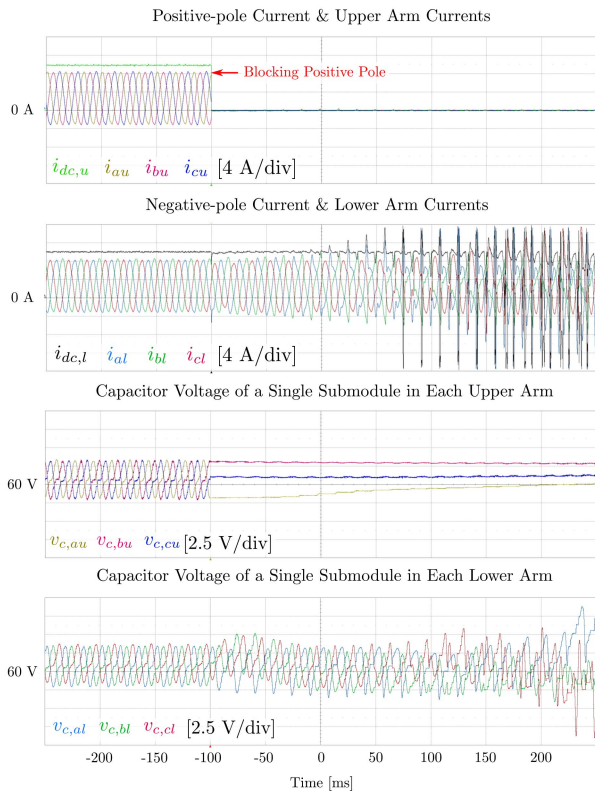 Positive-pole Current & Upper Arm Currents
Blocking Positive Pole
0 A
i_{dc,u} i_{au} i_{bu} i_{cu} [4 A/div]
Negative-pole Current & Lower Arm Currents
0 A
i_{dc,l} i_{al} i_{bl} i_{cl} [4 A/div]
Capacitor Voltage of a Single Submodule in Each Upper Arm
60 V
v_{c,au} v_{c,bu} v_{c,cu} [2.5 V/div]
Capacitor Voltage of a Single Submodule in Each Lower Arm
60 V
v_{c,al} v_{c,bl} v_{c,cl} [2.5 V/div]
-200 -150 -100 -50 0 50 100 150 200 250
Time [ms]